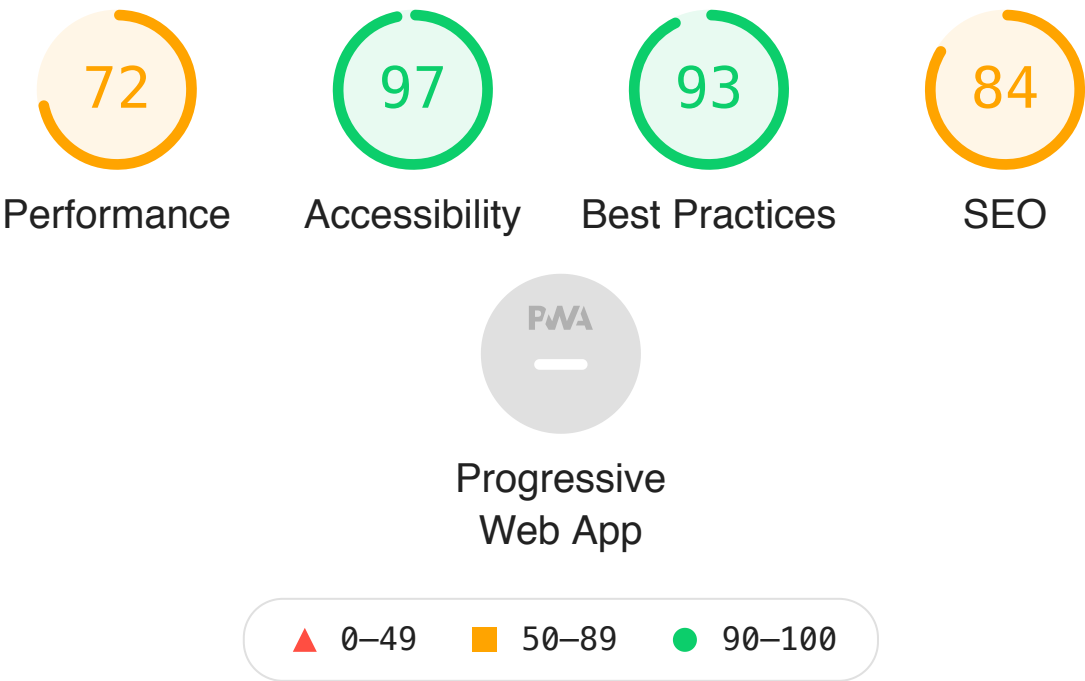 72
97
93
84
Performance
Accessibility
Best Practices
SEO
PWA
Progressive
Web App
0–49
50–89
90–100